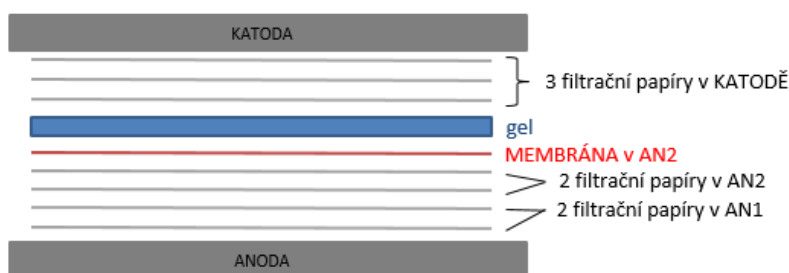 KATODA
3 filtrační papíry v KATODĚ
gel
MEMBRÁNA v AN2
2 filtrační papíry v AN2
2 filtrační papíry v AN1
ANODA